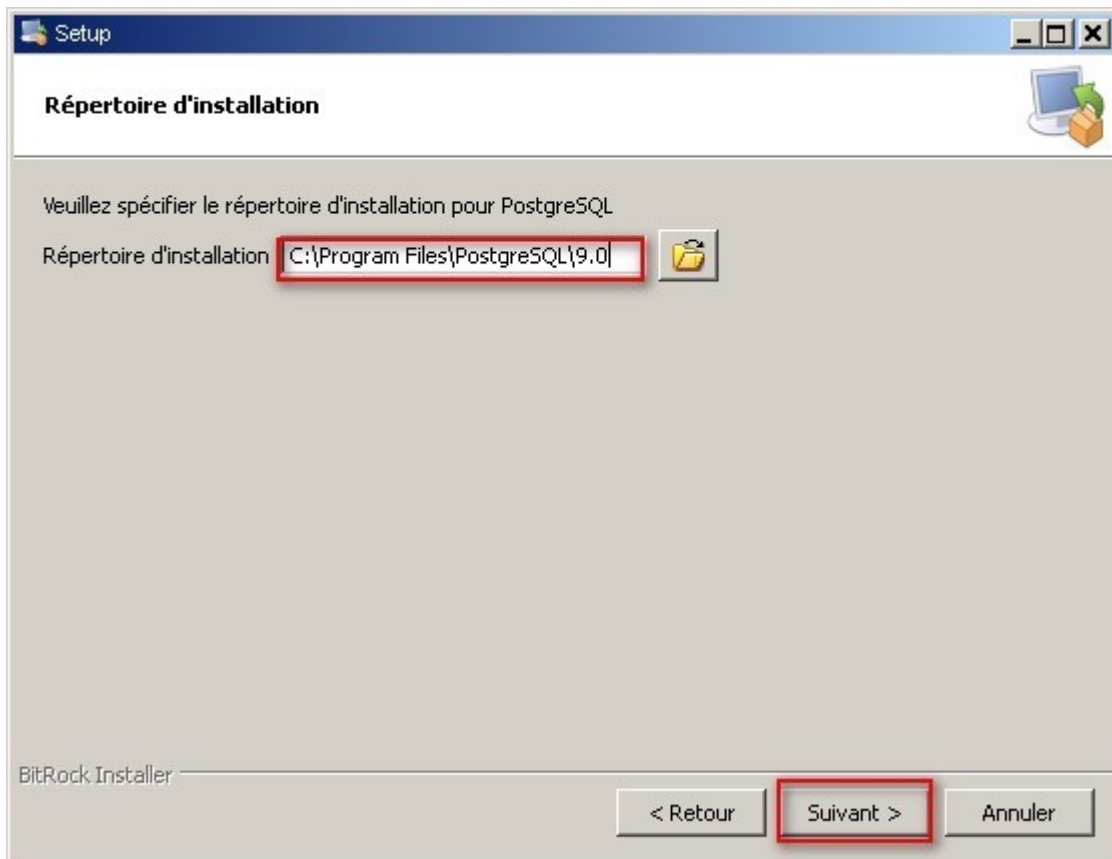 Setup
Répertoire d'installation
Veuillez spécifier le répertoire d'installation pour PostgreSQL
Répertoire d'installation C:\Program Files\PostgreSQL\9.0
BitRock Installer
< Retour Suivant > Annuler